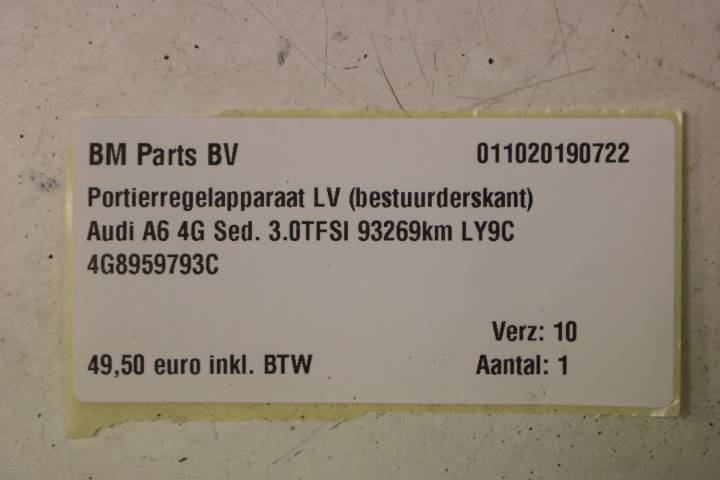 BM Parts BV 011020190722
Portierregelapparaat LV (bestuurderskant)
Audi A6 4G Sed. 3.0TFSI 93269km LY9C
4G8959793C
Verz: 10
49,50 euro inkl. BTW Aantal: 1